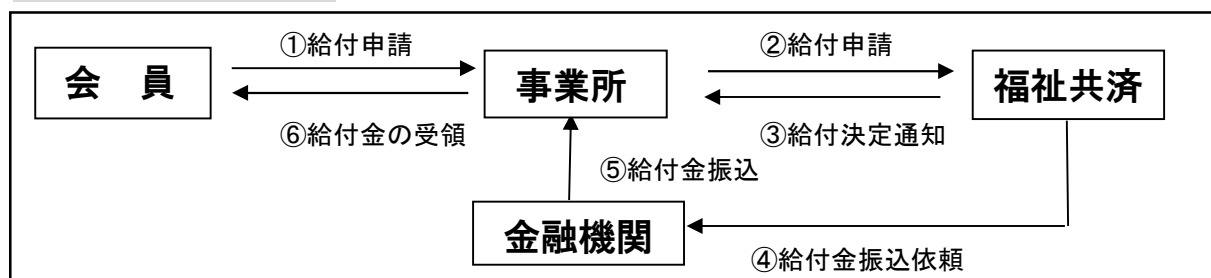 ①給付申請
②給付申請
会　員
事業所
福祉共済
⑥給付金の受領
③給付決定通知
⑤給付金振込
金融機関
④給付金振込依頼